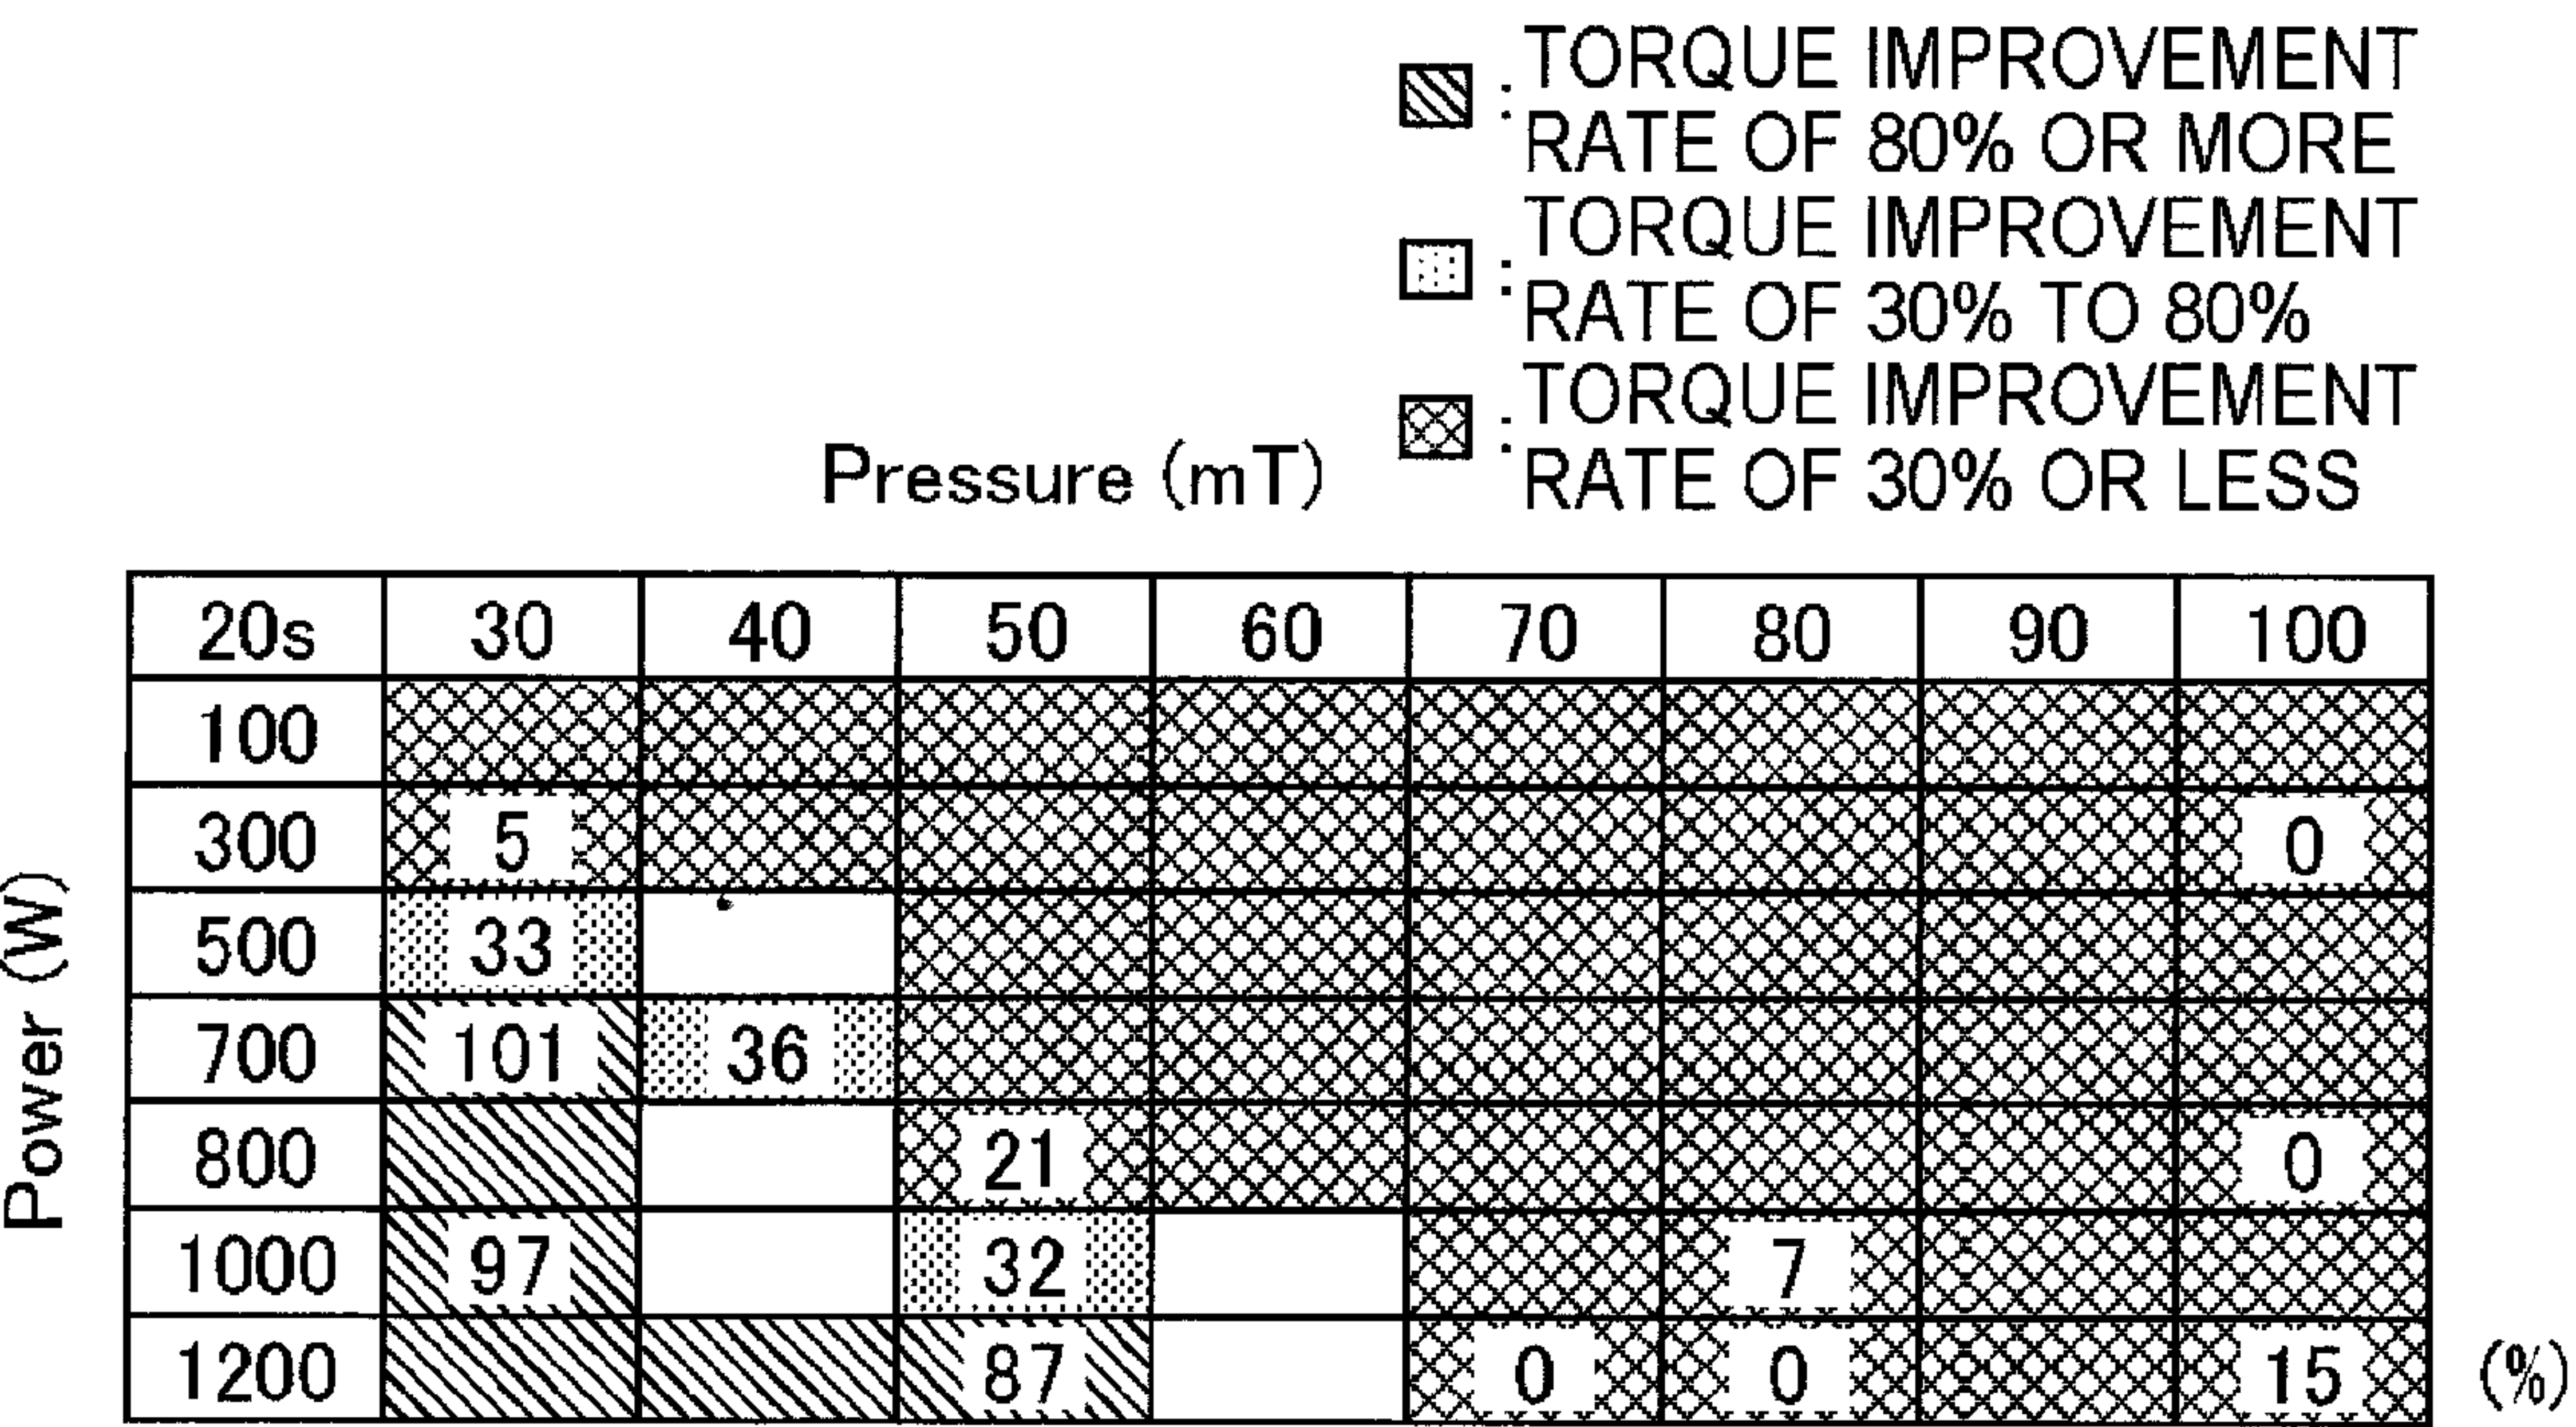 : TORQUE IMPROVEMENT
RATE OF 80% OR MORE
: TORQUE IMPROVEMENT
RATE OF 30% TO 80%
: TORQUE IMPROVEMENT
RATE OF 30% OR LESS
Pressure (mT)
Power (W)
20s 30 40 50 60 70 80 90 100
100
300 5 0
500 33
700 101 36
800 21 0
1000 97 32 7
1200 87 0 0 15
(%)